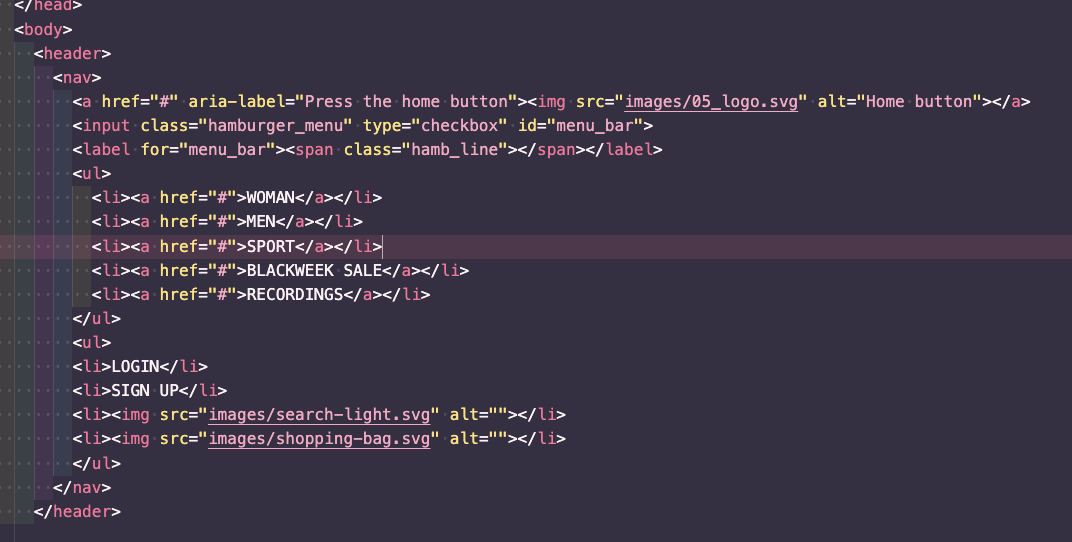 </head>
<body>
<header>
<nav>
<a href="#" aria-label="Press the home button"><img src="images/05_logo.svg" alt="Home button"></a>
<input class="hamburger_menu" type="checkbox" id="menu_bar">
<label for="menu_bar"><span class="hamb_line"></span></label>
<ul>
<li><a href="#">WOMAN</a></li>
<li><a href="#">MEN</a></li>
<li><a href="#">SPORT</a></li>
<li><a href="#">BLACKWEEK SALE</a></li>
<li><a href="#">RECORDINGS</a></li>
</ul>
<ul>
<li>LOGIN</li>
<li>SIGN UP</li>
<li><img src="images/search-light.svg" alt=""></li>
<li><img src="images/shopping-bag.svg" alt=""></li>
</ul>
</nav>
</header>